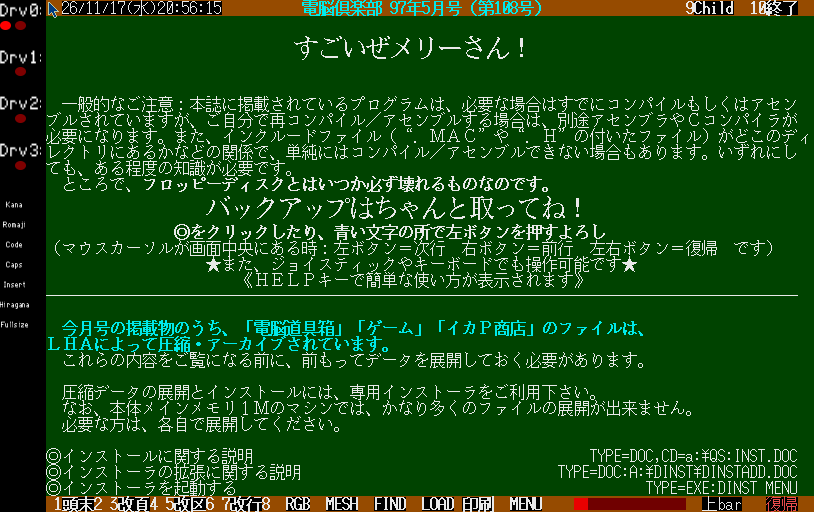 Drv0:
Drv1:
Drv2:
Drv3:
Kana
Romaji
Code
Caps
Insert
Hiragana
Fullsize
26/11/17(水)20:56:15 電脳倶楽部 97年5月号 (第108号) 9Child 10終了
すごいぜメリーさん！
一般的なご注意：本誌に掲載されているプログラムは、必要な場合はすでにコンパイルもしくはアセン
ブルされていますが、ご自分で再コンパイル／アセンブルする場合は、別途アセンブラやＣコンパイラが
必要になります。また、インクルードファイル（“．ＭＡＣ”や“．Ｈ”の付いたファイル）がどこのディ
レクトリにあるかなどの関係で、単純にはコンパイル／アセンブルできない場合もあります。いずれにし
ても、ある程度の知識が必要です。
ところで、フロッピーディスクとはいつか必ず壊れるものなのです。
バックアップはちゃんと取ってね！
◎をクリックしたり、青い文字の所で左ボタンを押すよろし
（マウスカーソルが画面中央にある時：左ボタン＝次行　右ボタン＝前行　左右ボタン＝復帰　です）
★また、ジョイスティックやキーボードでも操作可能です★
《ＨＥＬＰキーで簡単な使い方が表示されます》
今月号の掲載物のうち、「電脳道具箱」「ゲーム」「イカＰ商店」のファイルは、
ＬＨＡによって圧縮・アーカイブされています。
これらの内容をご覧になる前に、前もってデータを展開しておく必要があります。
圧縮データの展開とインストールには、専用インストーラをご利用下さい。
なお、本体メインメモリ１Ｍのマシンでは、かなり多くのファイルの展開が出来ません。
必要な方は、各自で展開してください。
◎インストールに関する説明 TYPE=DOC,CD=a:¥QS:INST.DOC
◎インストーラの拡張に関する説明 TYPE=DOC:A:¥DINST¥DINSTADD.DOC
◎インストーラを起動する TYPE=EXE:DINST MENU
1頭末2 3改頁4 5改区6 7改行8 RGB MESH FIND LOAD 印刷 MENU 上bar 復帰